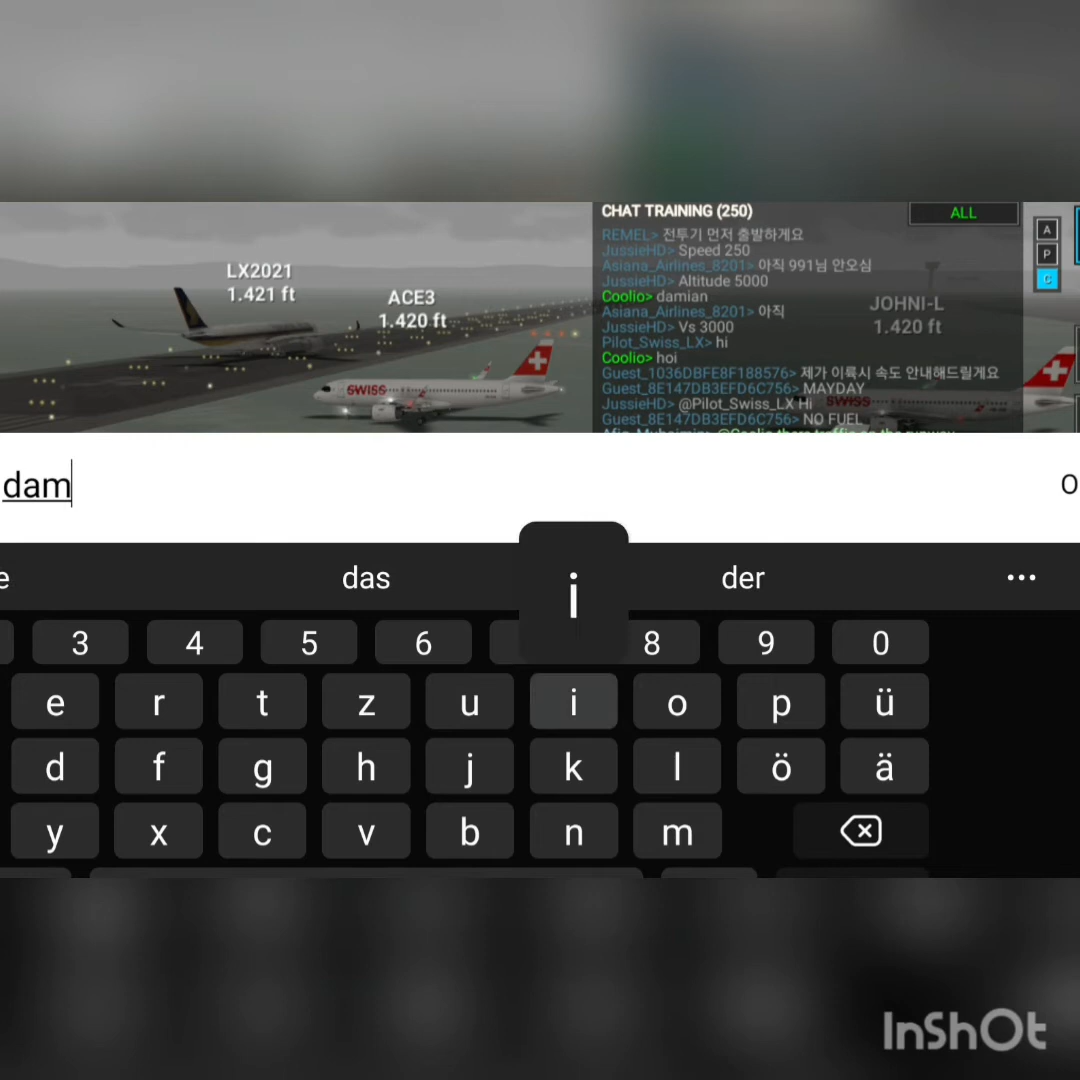 LX2021
1.421 ft
ACE3
1.420 ft
SWISS
CHAT TRAINING (250)
ALL
REMEL> 전투기 먼저 출발하게요
JussieHD> Speed 250
Asiana_Airlines_8201> 아직 991님 안오심
JussieHD> Altitude 5000
Coolio> damian
Asiana_Airlines_8201> 아직
JussieHD> Vs 3000
Pilot_Swiss_LX> hi
Coolio> hoi
Guest_1036DBFE8F188576> 제가 이륙시 속도 안내해드릴게요
Guest_8E147DB3EFD6C756> MAYDAY
JussieHD> @Pilot_Swiss_LX Hi
Guest_8E147DB3EFD6C756> NO FUEL
JOHNI-L
1.420 ft
SWISS
A
P
C
dam
O
e das der ...
i
3 4 5 6 8 9 0
e r t z u i o p ü
d f g h j k l ö ä
y x c v b n m
InShOt